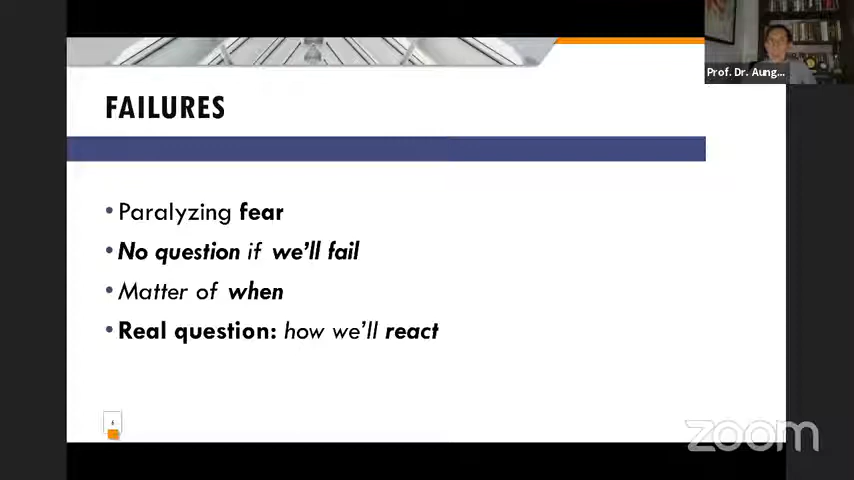 Prof. Dr. Aung...
FAILURES
• Paralyzing fear
• No question if we'll fail
• Matter of when
• Real question: how we'll react
zoom